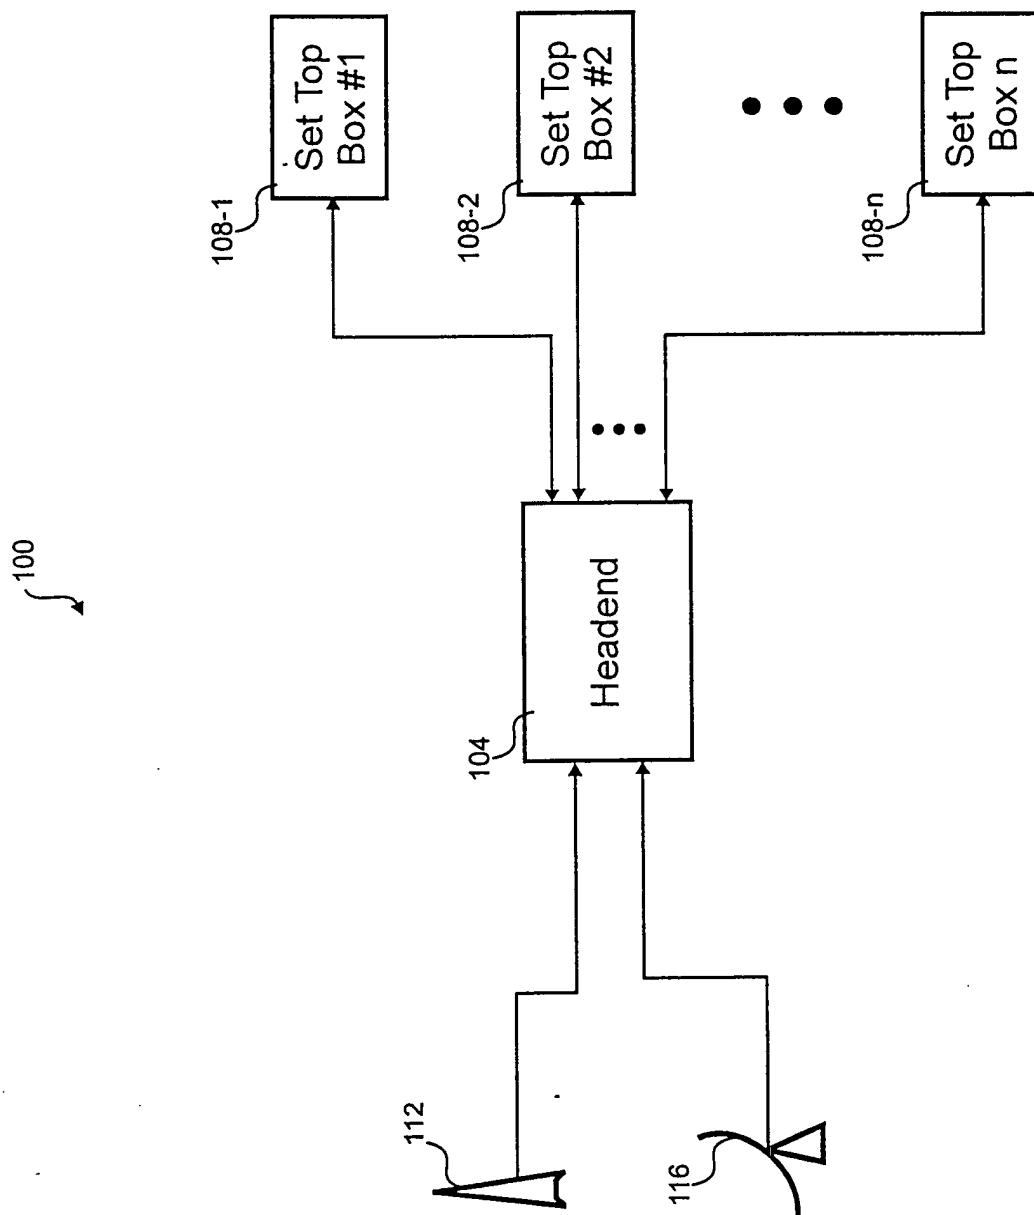 100
108-1
Set Top
Box #1
108-2
Set Top
Box #2
108-n
Set Top
Box n
104
Headend
112
116